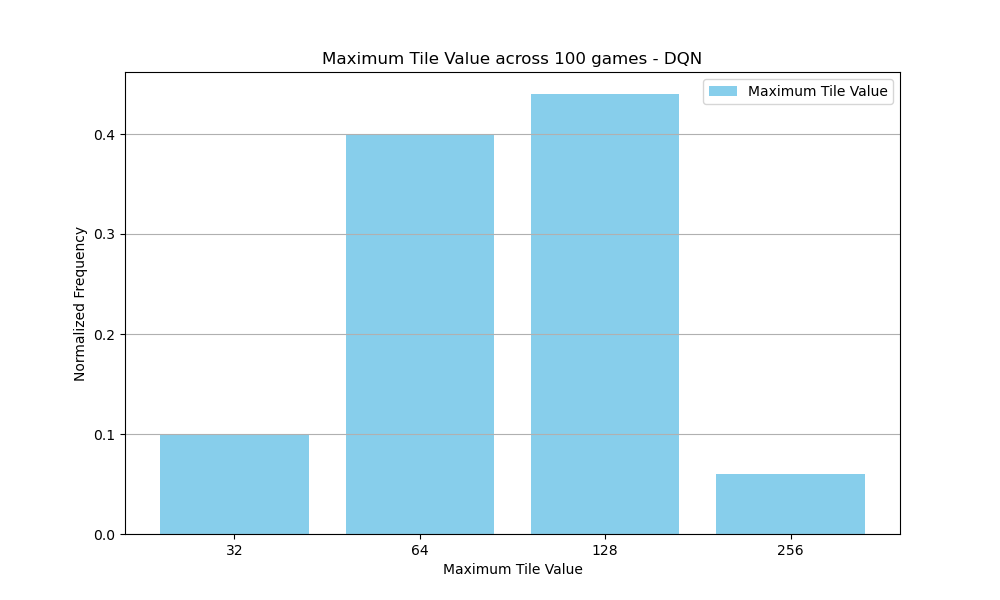 Maximum Tile Value across 100 games - DQN
Maximum Tile Value
Normalized Frequency
0.4
0.3
0.2
0.1
0.0
32 64 128 256
Maximum Tile Value